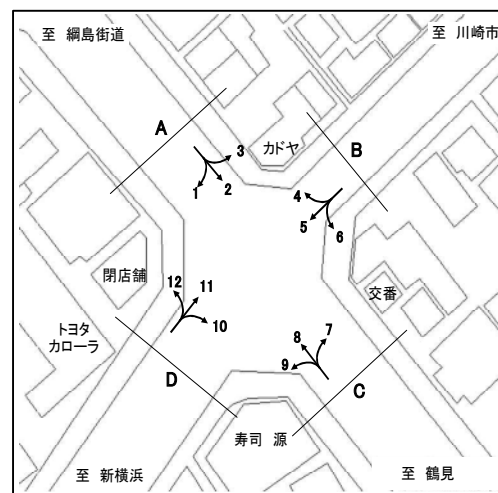 至 綱島街道
至 川崎市
A
3
カドヤ
B
1
2
4
5
6
閉店舗
12
11
10
交番
トヨタ
カローラ
7
8
9
D
C
寿司 源
至 新横浜
至 鶴見